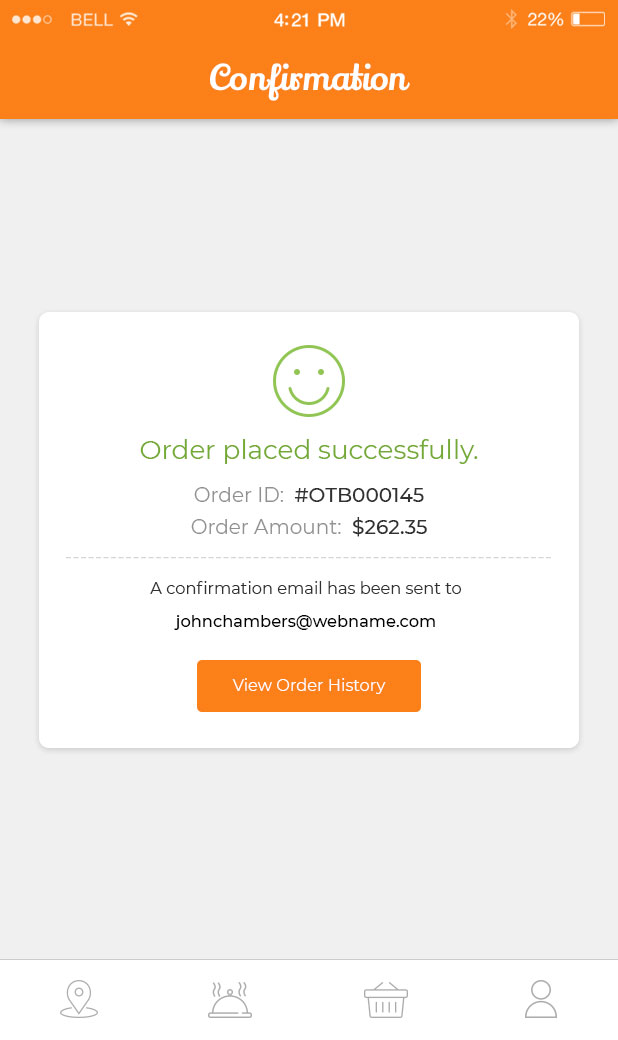 BELL 4:21 PM 22%
Confirmation
Order placed successfully.
Order ID: #OTB000145
Order Amount: $262.35
A confirmation email has been sent to
johnchambers@webname.com
View Order History